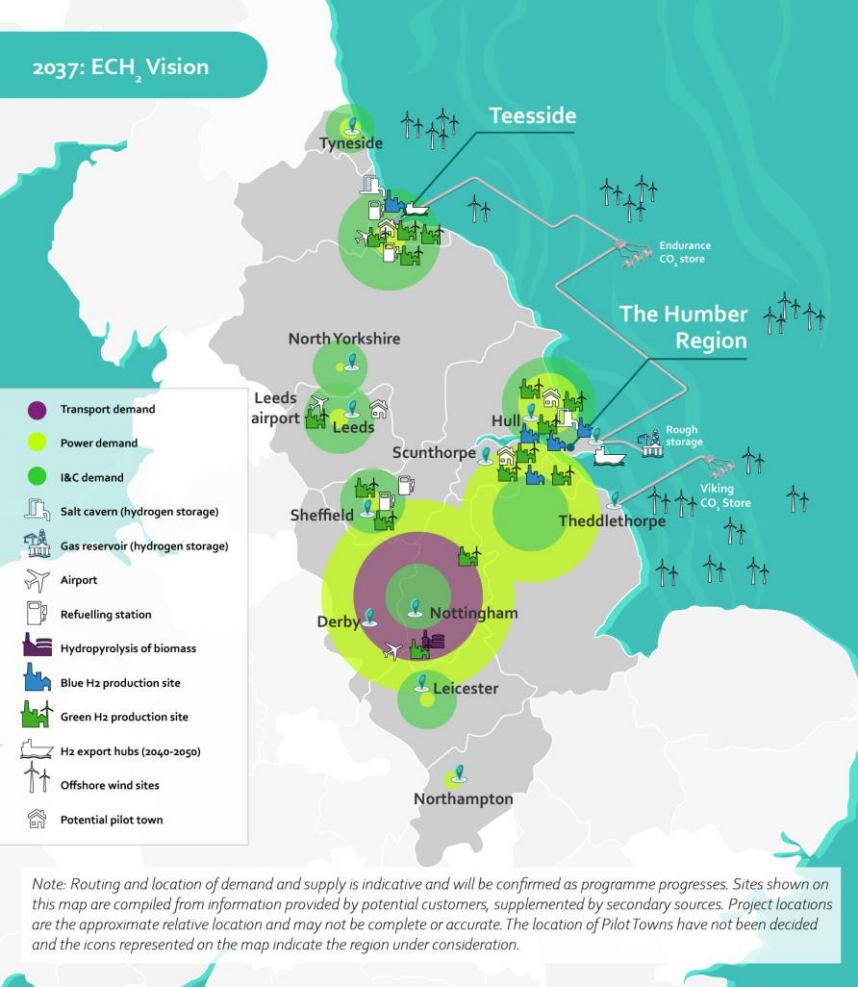 2037: ECH₂ Vision
Teesside
Tyneside
Endurance
CO₂ store
The Humber
Region
North Yorkshire
Leeds
airport
Leeds
Hull
Scunthorpe
Rough
storage
Viking
CO₂ Store
Sheffield
Theddlethorpe
Derby
Nottingham
Leicester
Northampton
Transport demand
Power demand
I&C demand
Salt cavern (hydrogen storage)
Gas reservoir (hydrogen storage)
Airport
Refuelling station
Hydropyrolysis of biomass
Blue H2 production site
Green H2 production site
H2 export hubs (2040-2050)
Offshore wind sites
Potential pilot town
Note: Routing and location of demand and supply is indicative and will be confirmed as programme progresses. Sites shown on
this map are compiled from information provided by potential customers, supplemented by secondary sources. Project locations
are the approximate relative location and may not be complete or accurate. The location of Pilot Towns have not been decided
and the icons represented on the map indicate the region under consideration.